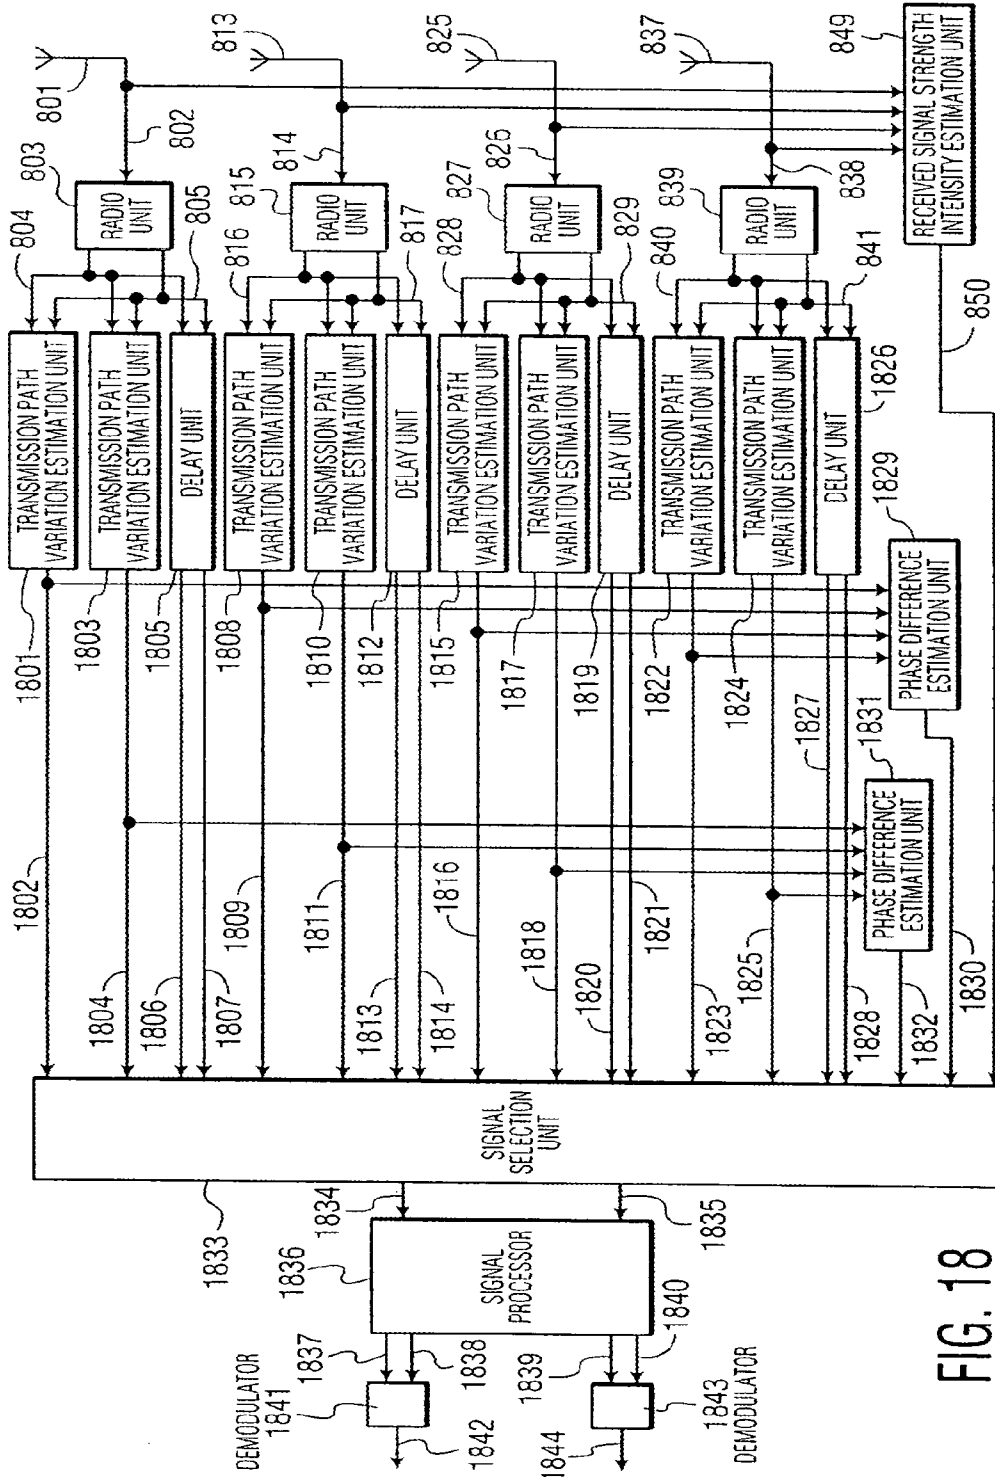 801
802
803
RADIO
UNIT
804
805
TRANSMISSION PATH
VARIATION ESTIMATION UNIT
1801
1802
TRANSMISSION PATH
VARIATION ESTIMATION UNIT
1803
1804
DELAY UNIT
1805
1806
1807
813
814
815
RADIO
UNIT
816
817
TRANSMISSION PATH
VARIATION ESTIMATION UNIT
1808
1809
TRANSMISSION PATH
VARIATION ESTIMATION UNIT
1810
1811
DELAY UNIT
1812
1813
1814
825
826
827
RADIO
UNIT
828
829
TRANSMISSION PATH
VARIATION ESTIMATION UNIT
1815
1816
TRANSMISSION PATH
VARIATION ESTIMATION UNIT
1817
1818
DELAY UNIT
1819
1820
1821
837
838
839
RADIO
UNIT
840
841
TRANSMISSION PATH
VARIATION ESTIMATION UNIT
1822
1823
TRANSMISSION PATH
VARIATION ESTIMATION UNIT
1824
1825
DELAY UNIT
1826
1827
1828
849
RECEIVED SIGNAL STRENGTH
INTENSITY ESTIMATION UNIT
850
1829
PHASE DIFFERENCE
ESTIMATION UNIT
1830
1831
PHASE DIFFERENCE
ESTIMATION UNIT
1832
SIGNAL
SELECTION
UNIT
1833
1834
1835
1836
SIGNAL
PROCESSOR
1837
1838
1839
1840
DEMODULATOR
1841
1842
1843
DEMODULATOR
1844
FIG. 18